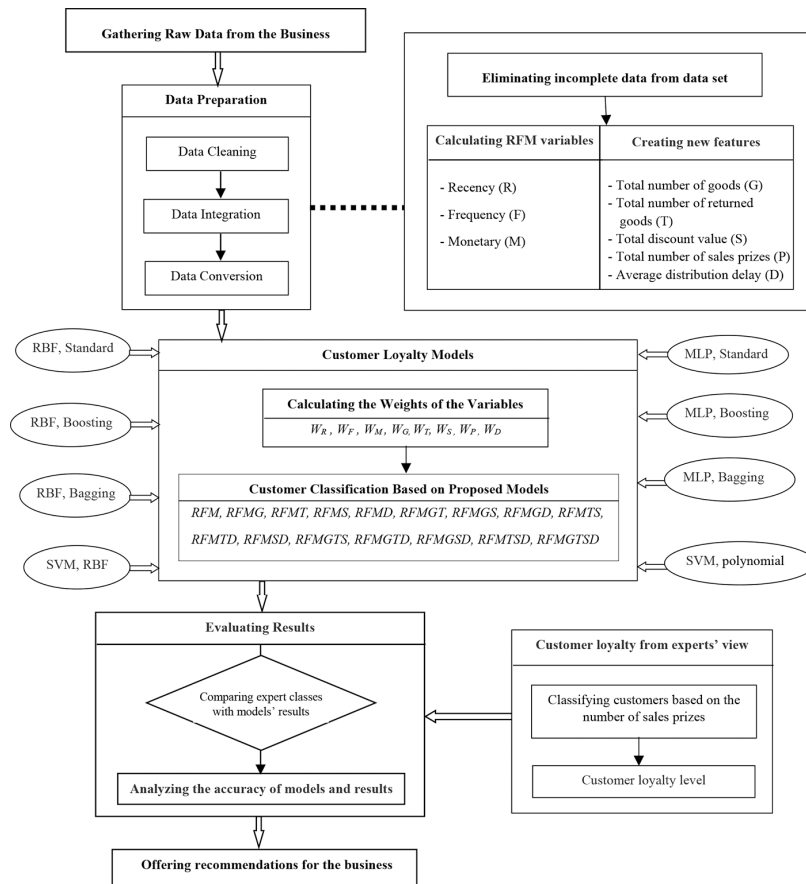 Gathering Raw Data from the Business
Data Preparation
Data Cleaning
Data Integration
Data Conversion
Eliminating incomplete data from data set
Calculating RFM variables
- Recency (R)
- Frequency (F)
- Monetary (M)
Creating new features
- Total number of goods (G)
- Total number of returned
goods (T)
- Total discount value (S)
- Total number of sales prizes (P)
- Average distribution delay (D)
RBF, Standard
RBF, Boosting
RBF, Bagging
SVM, RBF
Customer Loyalty Models
Calculating the Weights of the Variables
W_R , W_F , W_M , W_G, W_T, W_S , W_P , W_D
Customer Classification Based on Proposed Models
RFM, RFMG, RFMT, RFMS, RFMD, RFMGT, RFMGS, RFMGD, RFMTS,
RFMTD, RFMSD, RFMGTS, RFMGTD, RFMGSD, RFMTSD, RFMGTSD
MLP, Standard
MLP, Boosting
MLP, Bagging
SVM, polynomial
Evaluating Results
Comparing expert classes
with models' results
Analyzing the accuracy of models and results
Customer loyalty from experts' view
Classifying customers based on the
number of sales prizes
Customer loyalty level
Offering recommendations for the business